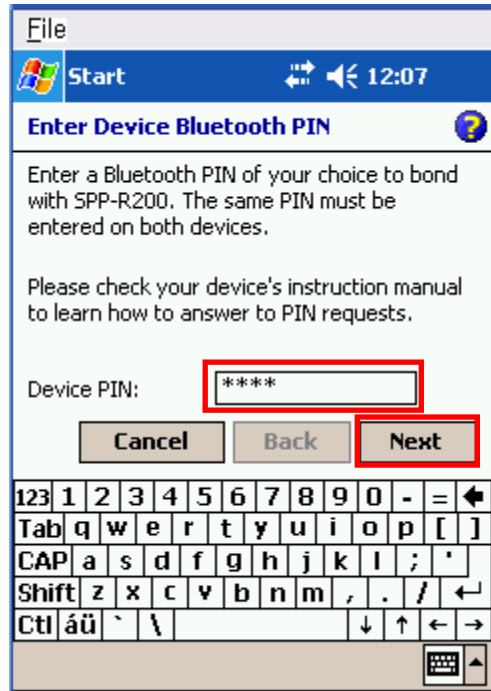 File
Start 12:07
Enter Device Bluetooth PIN ?
Enter a Bluetooth PIN of your choice to bond
with SPP-R200. The same PIN must be
entered on both devices.
Please check your device's instruction manual
to learn how to answer to PIN requests.
Device PIN: ****
Cancel Back Next
123 1 2 3 4 5 6 7 8 9 0 - = ←
Tab q w e r t y u i o p [ ]
CAP a s d f g h j k l ; '
Shift z x c v b n m , . / ↵
Ctl áü ` \ ↓ ↑ ← →